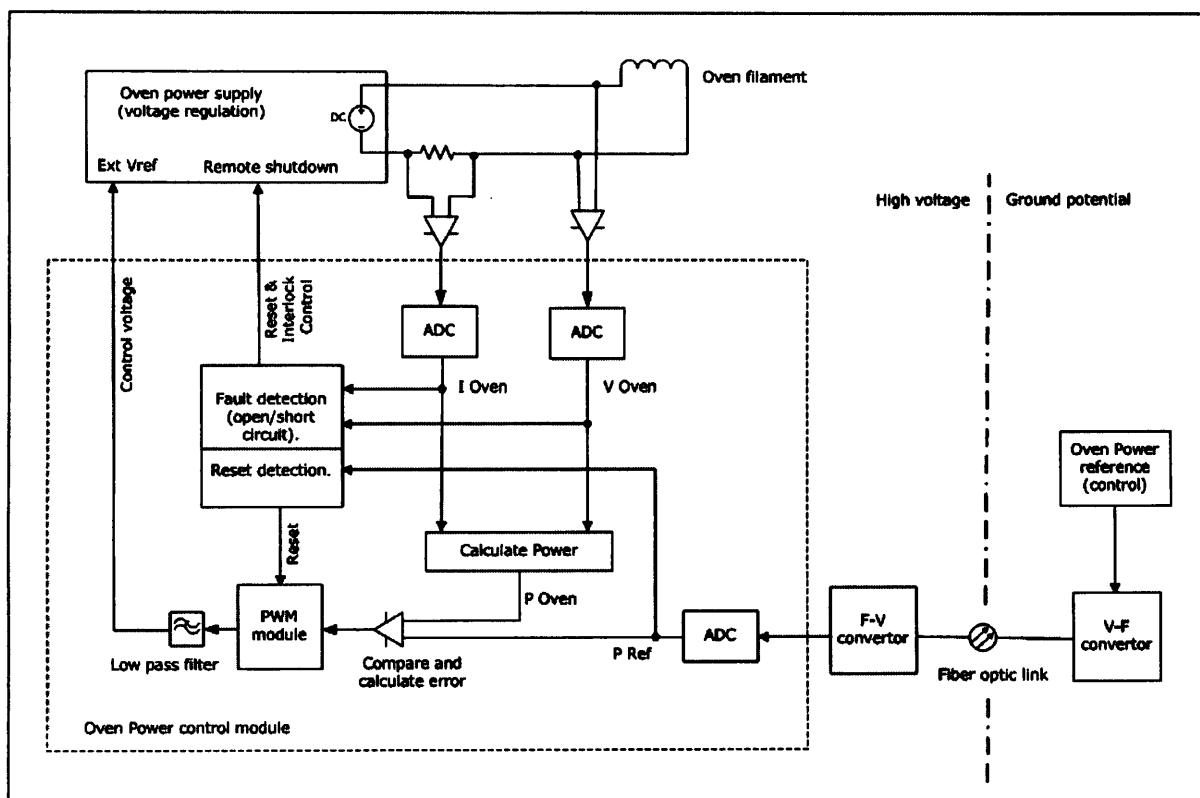 Oven power supply
(voltage regulation)
DC
Ext Vref
Remote shutdown
Oven filament
High voltage
Ground potential
Control voltage
Reset &
Interlock
Control
ADC
ADC
I Oven
V Oven
Fault detection
(open/short
circuit).
Reset detection.
Oven Power
reference
(control)
Reset
Calculate Power
P Oven
PWM
module
Low pass filter
Compare and
calculate error
P Ref
ADC
F-V
convertor
Fiber optic link
V-F
convertor
Oven Power control module